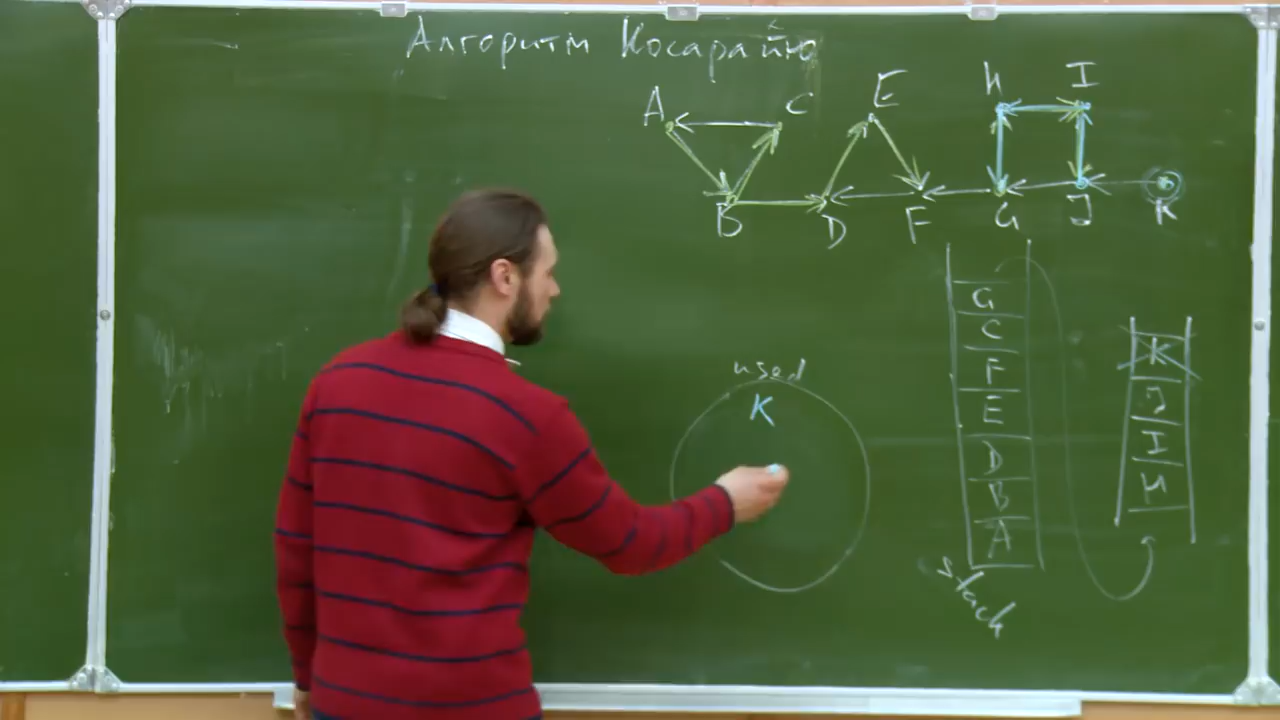 Алгоритм Косарайю
A C E H I
B D F G J K
used
K
G
C
F
E
D
B
A
stack
K
J
I
H